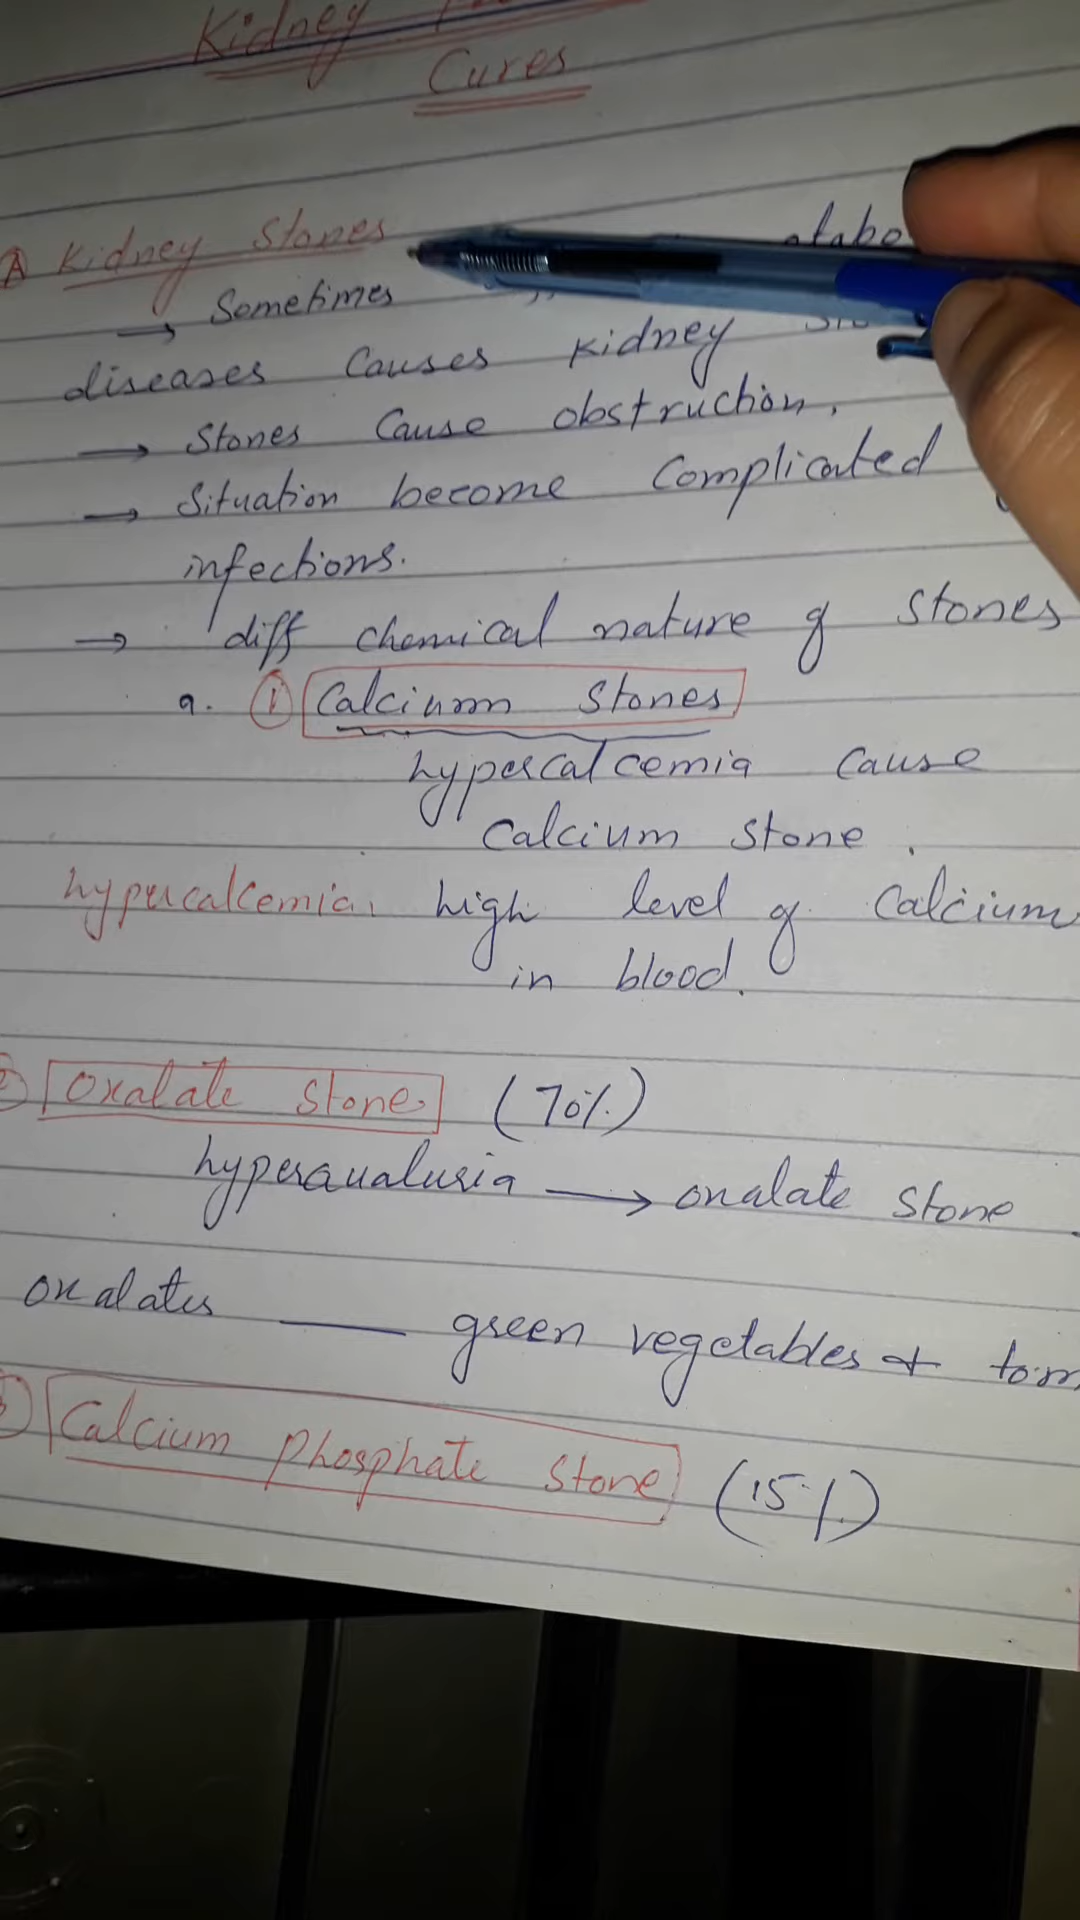 Kidney
Cures
A Kidney Stones
→ Sometimes
diseases causes kidney
→ Stones cause obstruction.
→ Situation become complicated
infections.
→ diff chemical nature of stones
a. ① Calcium Stones
hypercalcemia cause
Calcium stone.
hypercalcemia. high level of Calcium
in blood.
Oxalate Stone. (70%)
→ oxalate stone.
oxalates — green vegetables +
Calcium Phosphate Stone (15%)